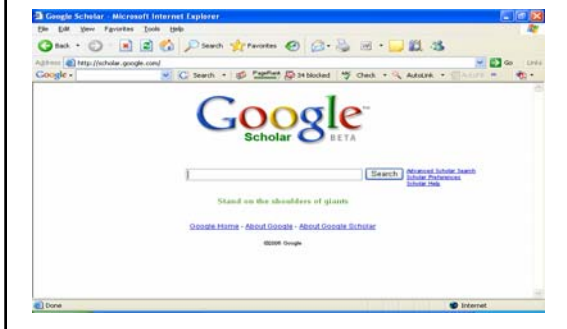 Google Scholar - Microsoft Internet Explorer
File Edit View Favorites Tools Help
Back Search Favorites
Address http://scholar.google.com/ Go Links
Google Search PageRank 34 blocked Check AutoLink
Google™
Scholar BETA
Search Advanced Scholar Search
Scholar Preferences
Scholar Help
Stand on the shoulders of giants
Google Home - About Google - About Google Scholar
Google
Done Internet